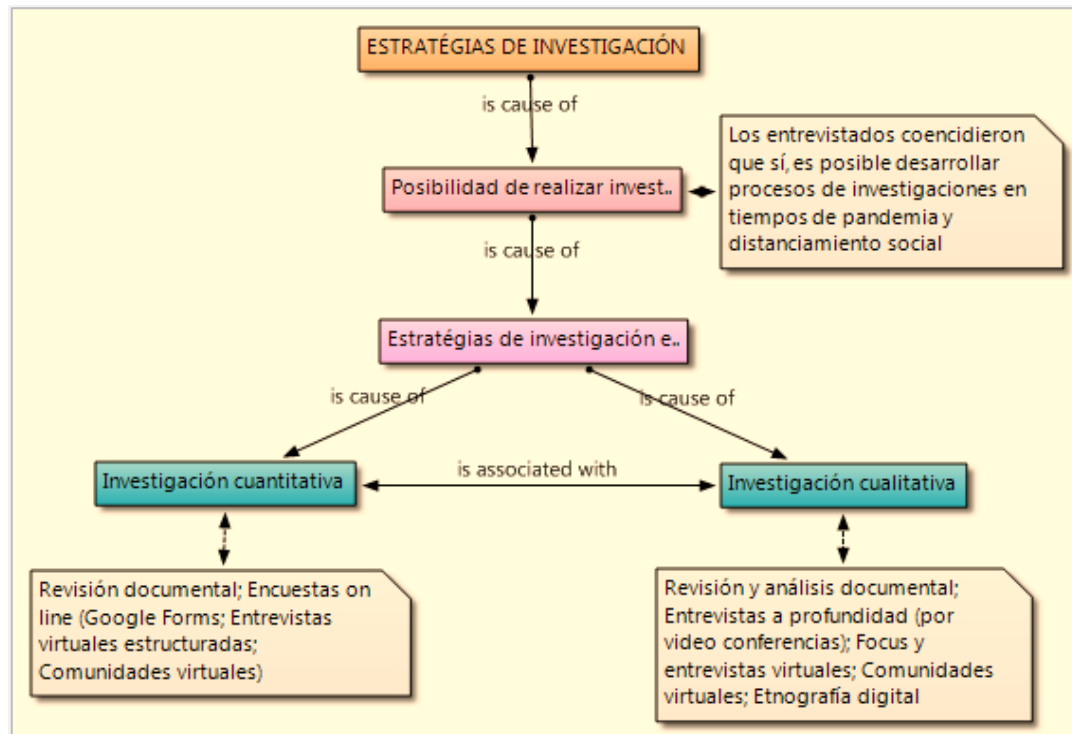 ESTRATÉGIAS DE INVESTIGACIÓN
is cause of
Posibilidad de realizar invest..
Los entrevistados coencidieron
que sí, es posible desarrollar
procesos de investigaciones en
tiempos de pandemia y
distanciamiento social
is cause of
Estratégias de investigación e..
is cause of
is cause of
Investigación cuantitativa
is associated with
Investigación cualitativa
Revisión documental; Encuestas on
line (Google Forms; Entrevistas
virtuales estructuradas;
Comunidades virtuales)
Revisión y análisis documental;
Entrevistas a profundidad (por
video conferencias); Focus y
entrevistas virtuales; Comunidades
virtuales; Etnografía digital